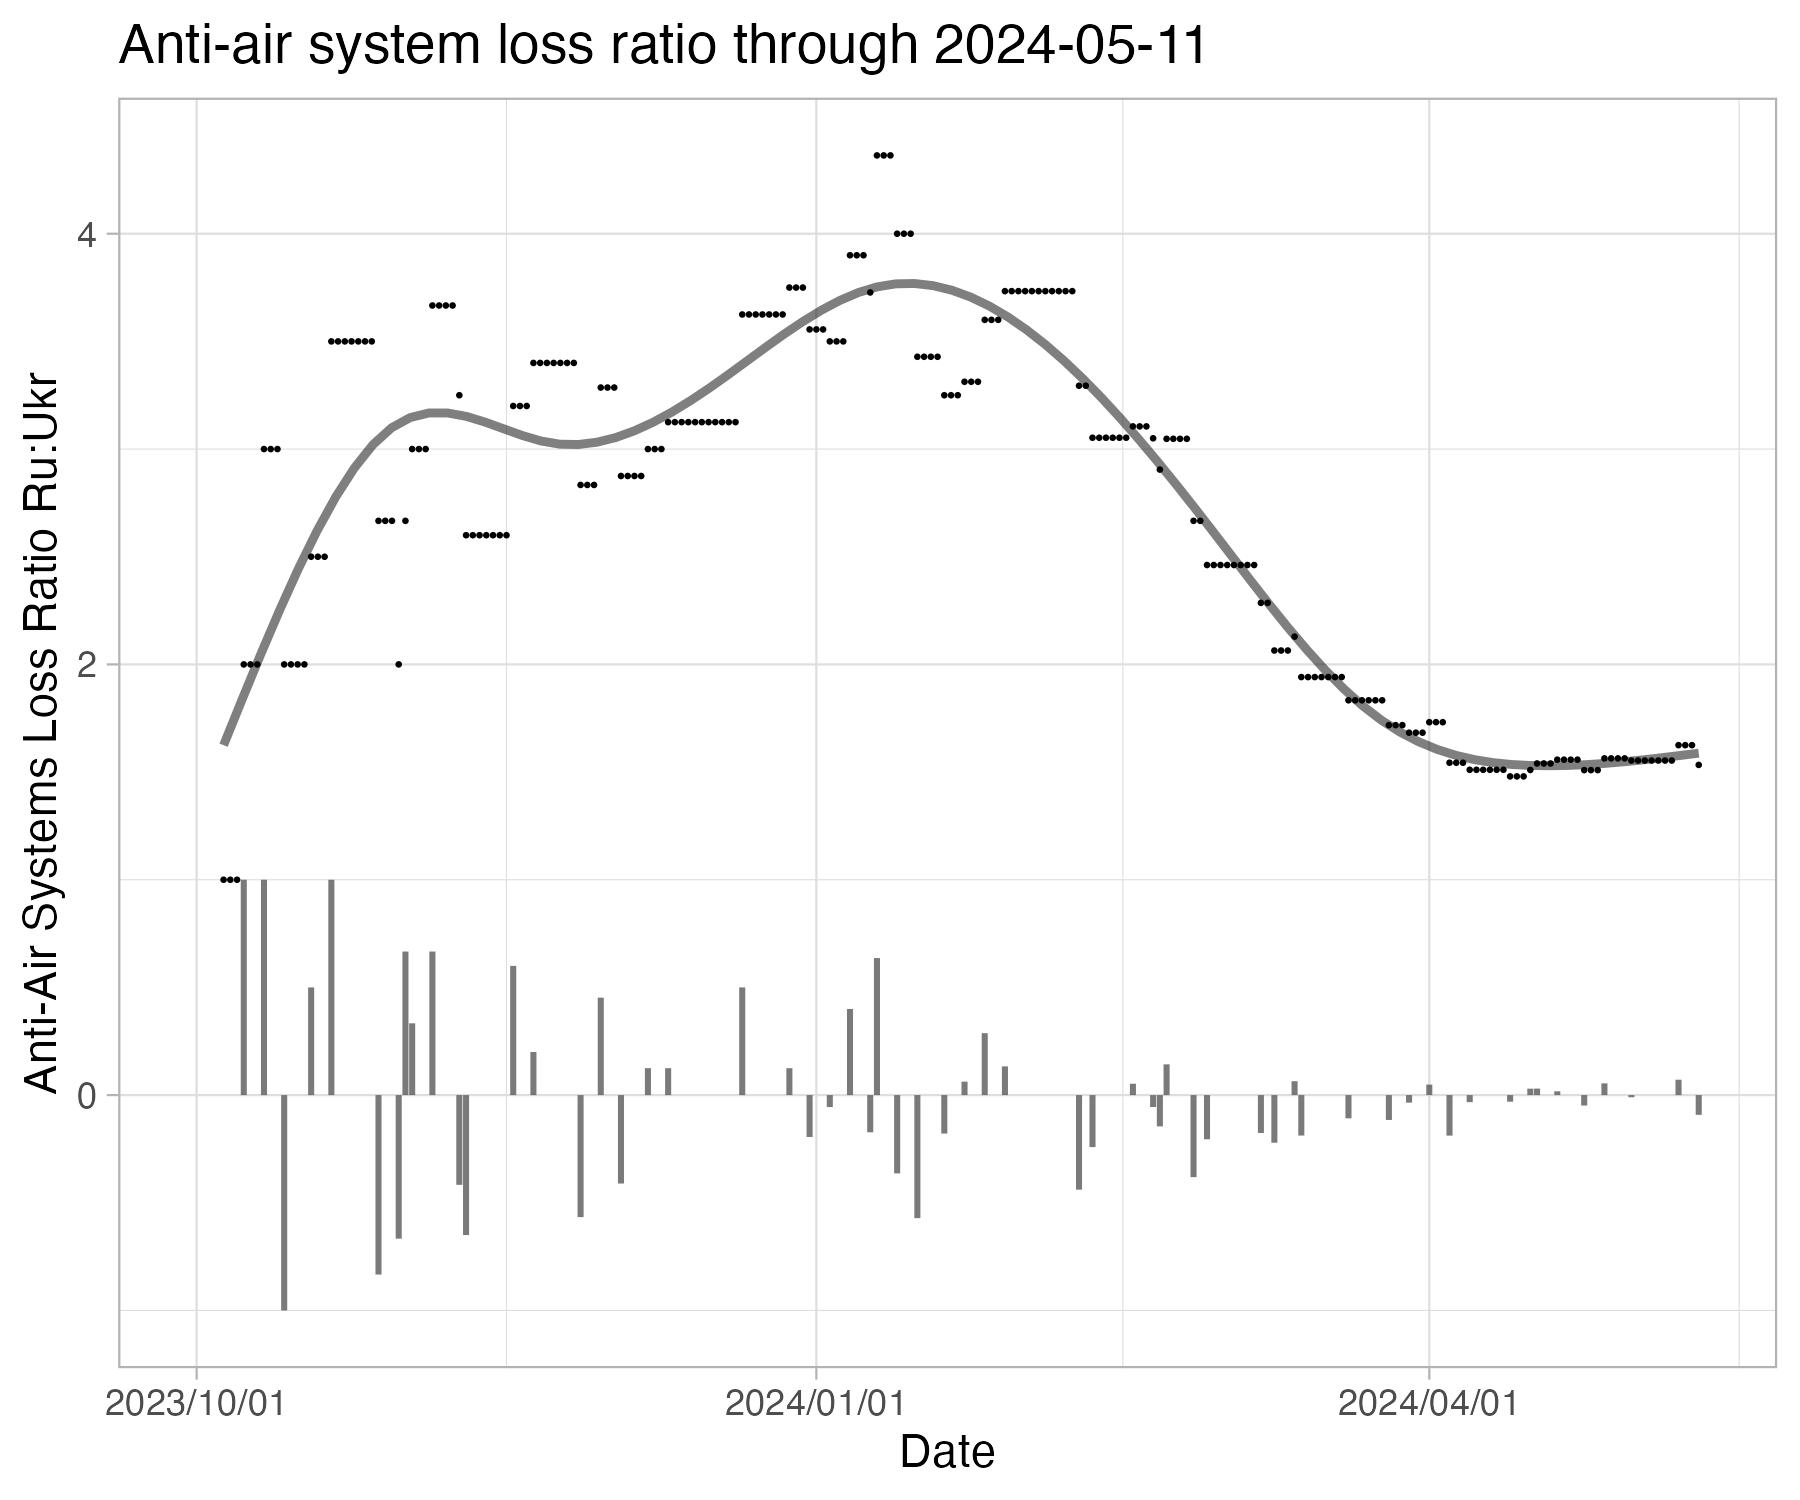 Anti-air system loss ratio through 2024-05-11
Anti-Air Systems Loss Ratio Ru:Ukr
4
2
0
2023/10/01
2024/01/01
2024/04/01
Date